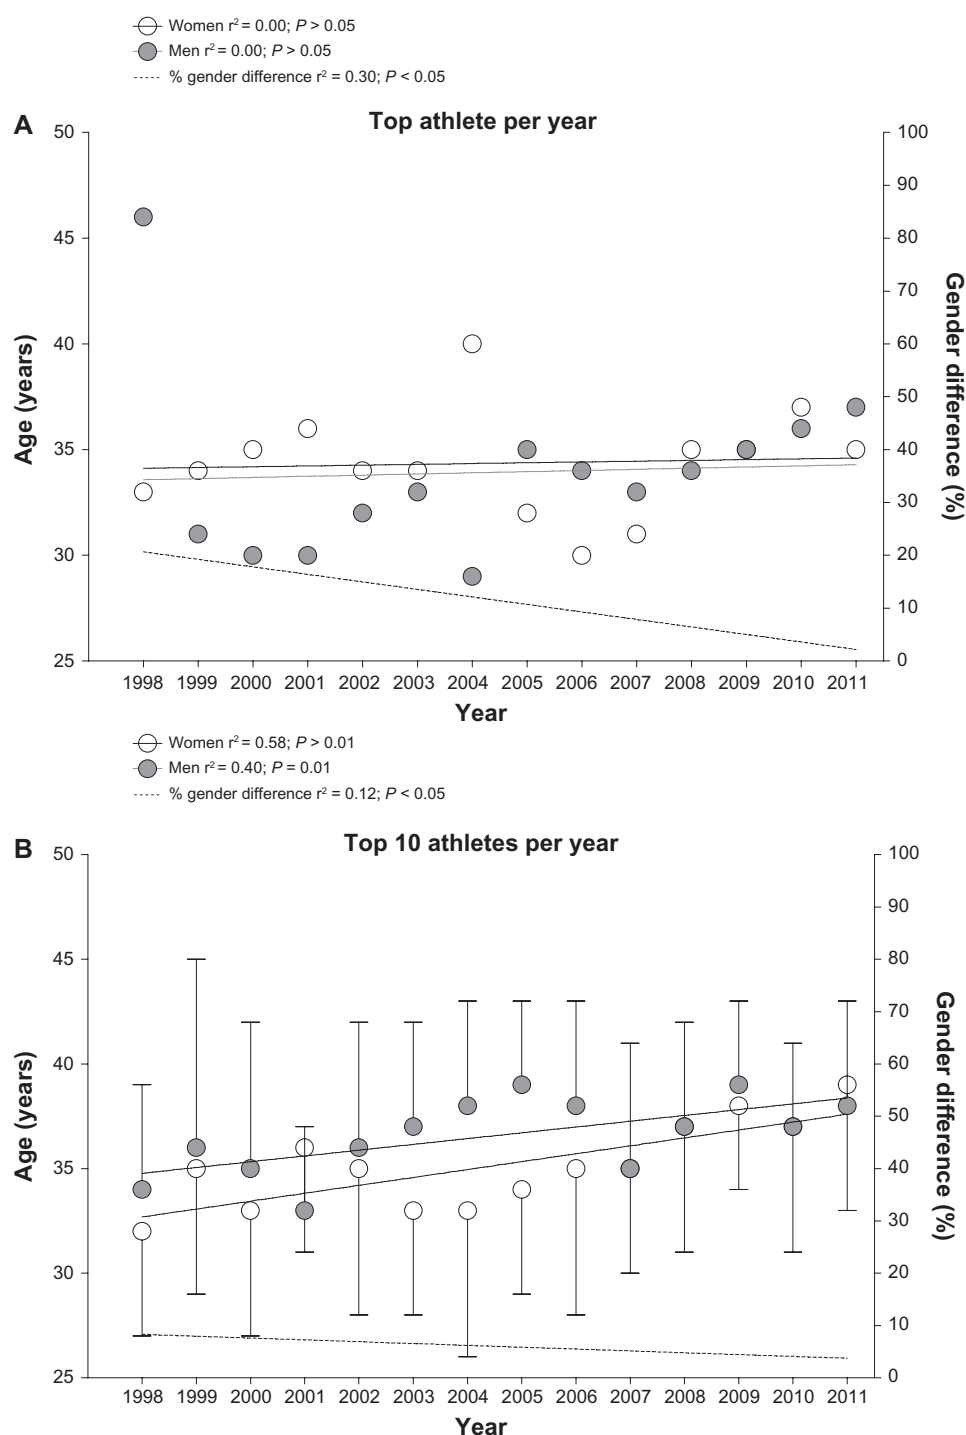 Women r² = 0.00; P > 0.05
Men r² = 0.00; P > 0.05
% gender difference r² = 0.30; P < 0.05
A
Top athlete per year
50
45
40
35
30
25
Age (years)
100
90
80
70
60
50
40
30
20
10
0
Gender difference (%)
1998 1999 2000 2001 2002 2003 2004 2005 2006 2007 2008 2009 2010 2011
Year
Women r² = 0.58; P > 0.01
Men r² = 0.40; P = 0.01
% gender difference r² = 0.12; P < 0.05
B
Top 10 athletes per year
50
45
40
35
30
25
Age (years)
100
90
80
70
60
50
40
30
20
10
0
Gender difference (%)
1998 1999 2000 2001 2002 2003 2004 2005 2006 2007 2008 2009 2010 2011
Year